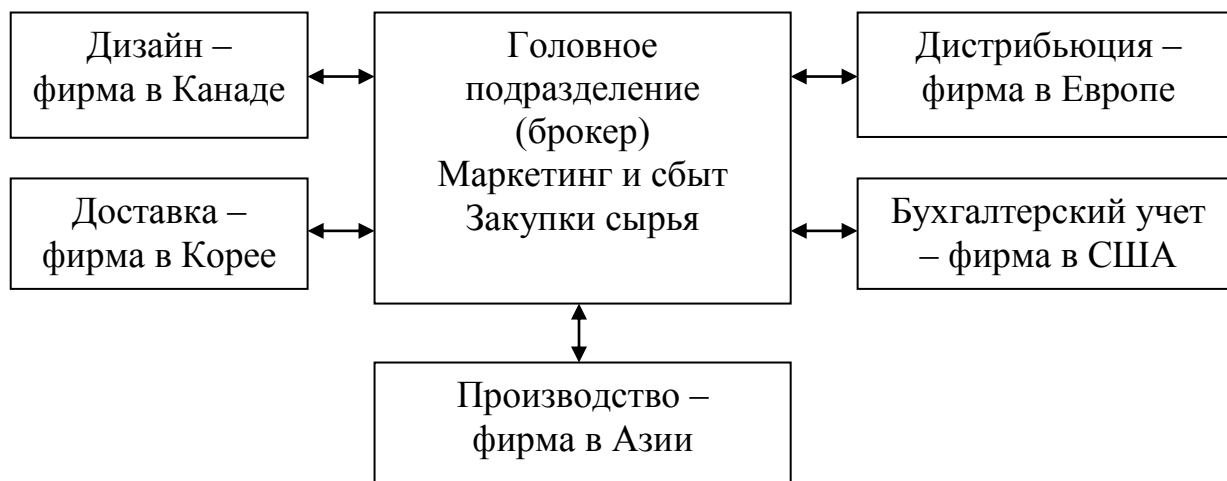 Дизайн –
фирма в Канаде
Головное
подразделение
(брокер)
Маркетинг и сбыт
Закупки сырья
Дистрибьюция –
фирма в Европе
Доставка –
фирма в Корее
Бухгалтерский учет
– фирма в США
Производство –
фирма в Азии